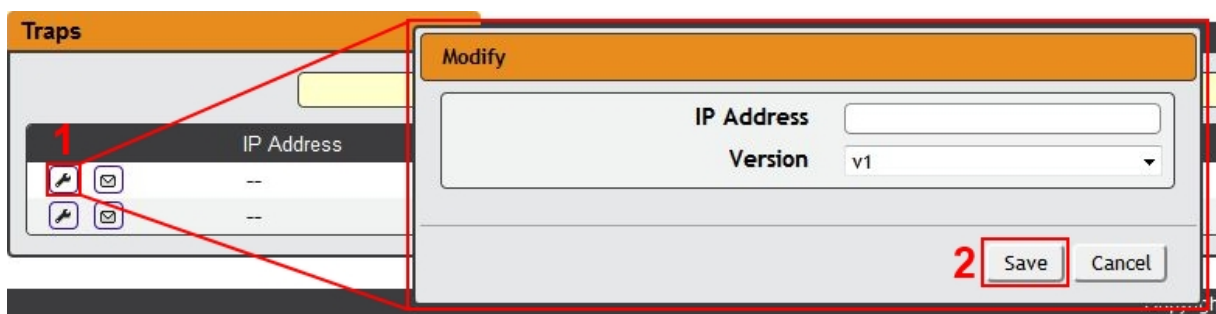 Traps
Modify
IP Address
Version v1
1
IP Address
--
--
2 Save Cancel